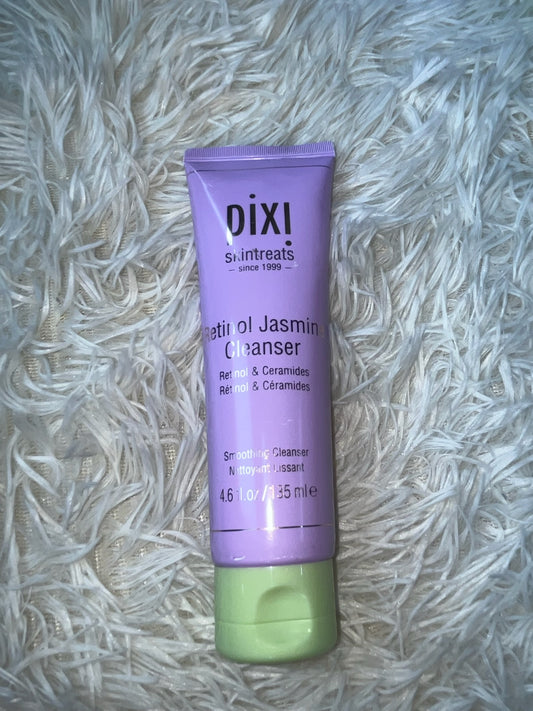 pixi
skintreats
– since 1999 –
Retinol Jasmine
Cleanser
Retinol & Ceramides
Rétinol & Céramides
Smoothing Cleanser
Nettoyant Lissant
4.6 fl.oz/135 ml e